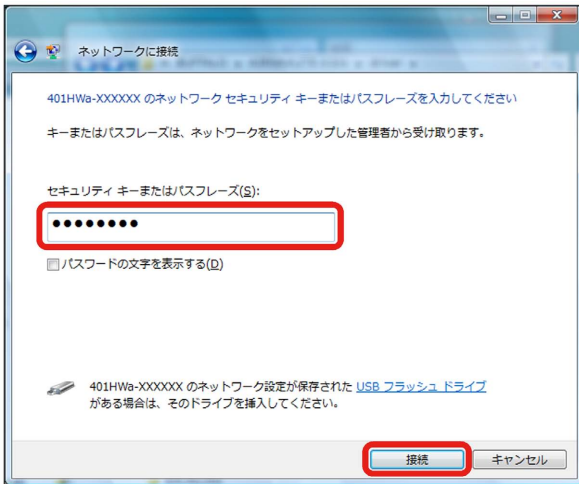 ネットワークに接続
401HWa-XXXXXX のネットワーク セキュリティ キーまたはパスフレーズを入力してください
キーまたはパスフレーズは、ネットワークをセットアップした管理者から受け取ります。
セキュリティ キーまたはパスフレーズ(S):
●●●●●●●●
パスワードの文字を表示する(D)
401HWa-XXXXXX のネットワーク設定が保存された USB フラッシュ ドライブ
がある場合は、そのドライブを挿入してください。
接続 キャンセル